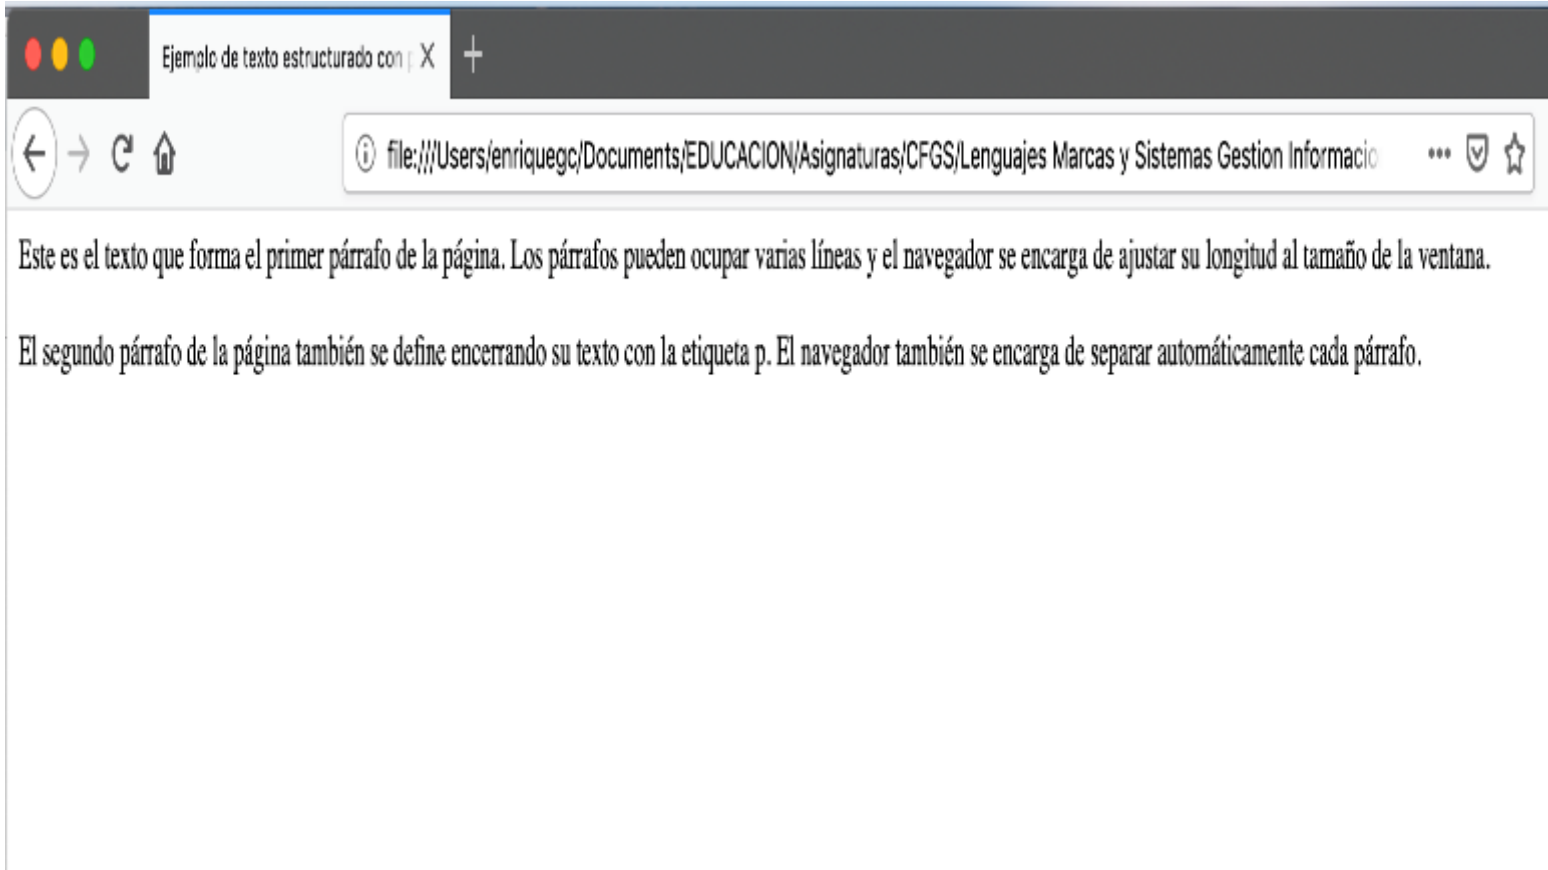 Ejemplo de texto estructurado con p
file:///Users/enriquegc/Documents/EDUCACION/Asignaturas/CFGS/Lenguajes Marcas y Sistemas Gestion Informacio
Este es el texto que forma el primer párrafo de la página. Los párrafos pueden ocupar varias líneas y el navegador se encarga de ajustar su longitud al tamaño de la ventana.
El segundo párrafo de la página también se define encerrando su texto con la etiqueta p. El navegador también se encarga de separar automáticamente cada párrafo.